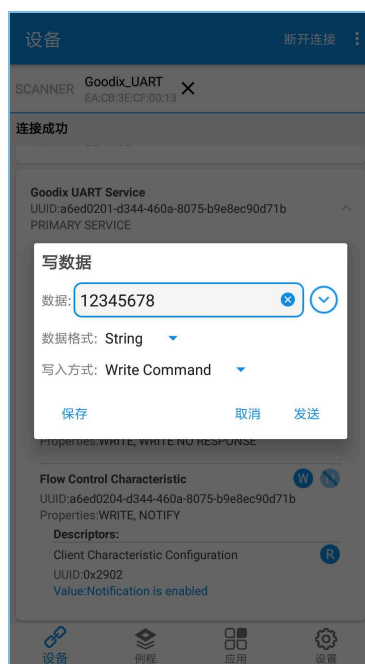 设备
断开连接
SCANNER
Goodix_UART
EA:CB:3E:CF:00:13
连接成功
Goodix UART Service
UUID:a6ed0201-d344-460a-8075-b9e8ec90d71b
PRIMARY SERVICE
写数据
数据: 12345678
数据格式: String
写入方式: Write Command
保存 取消 发送
Properties:WRITE, WRITE NO RESPONSE
Flow Control Characteristic W N
UUID:a6ed0204-d344-460a-8075-b9e8ec90d71b
Properties:WRITE, NOTIFY
Descriptors:
Client Characteristic Configuration R
UUID:0x2902
Value:Notification is enabled
设备 例程 应用 设置